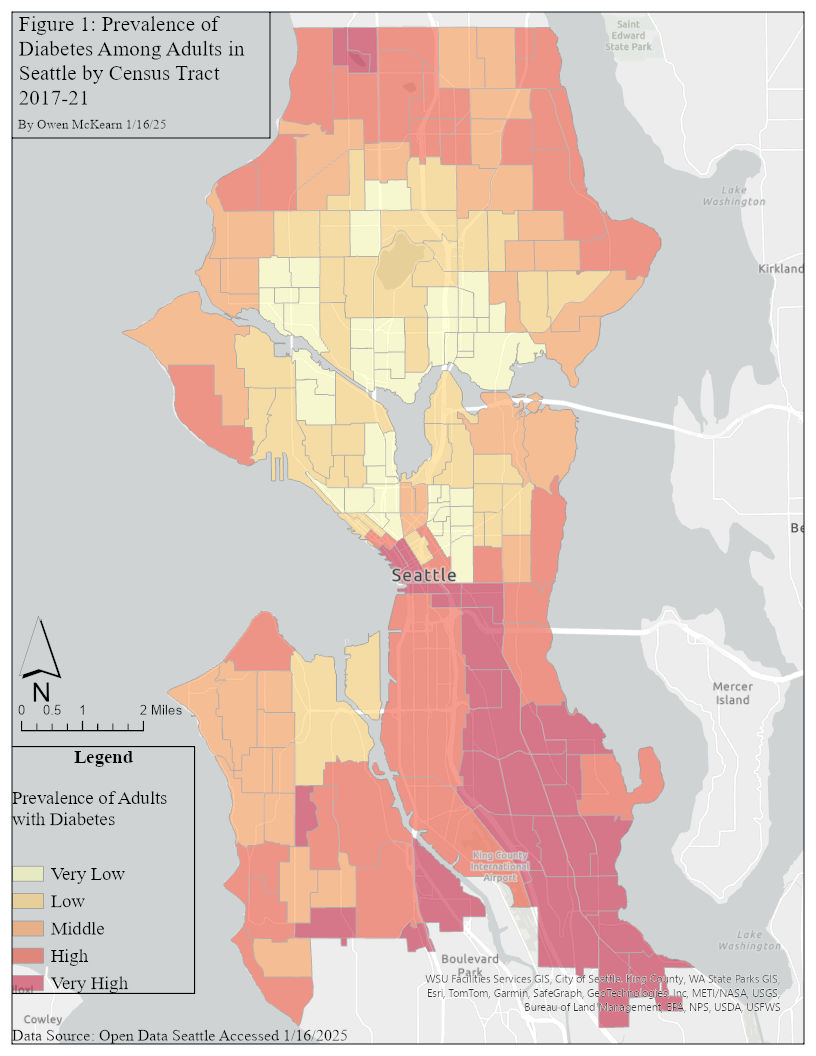 Figure 1: Prevalence of
Diabetes Among Adults in
Seattle by Census Tract
2017-21
By Owen McKearn 1/16/25
Saint
Edward
State Park
Lake
Washington
Kirkland
Be
Seattle
Mercer
Island
King County
International
Airport
Lake
Washington
Boulevard
Park
N
0 0.5 1 2 Miles
Legend
Prevalence of Adults
with Diabetes
Very Low
Low
Middle
High
Very High
Cowley
WSU Facilities Services GIS, City of Seattle, King County, WA State Parks GIS,
Esri, TomTom, Garmin, SafeGraph, GeoTechnologies, Inc, METI/NASA, USGS,
Bureau of Land Management, EPA, NPS, USDA, USFWS
Data Source: Open Data Seattle Accessed 1/16/2025